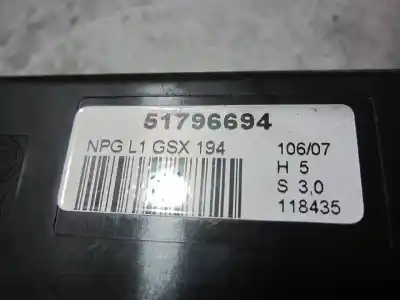 51796694
NPG L1 GSX 194 106/07
H 5
S 3,0
118435